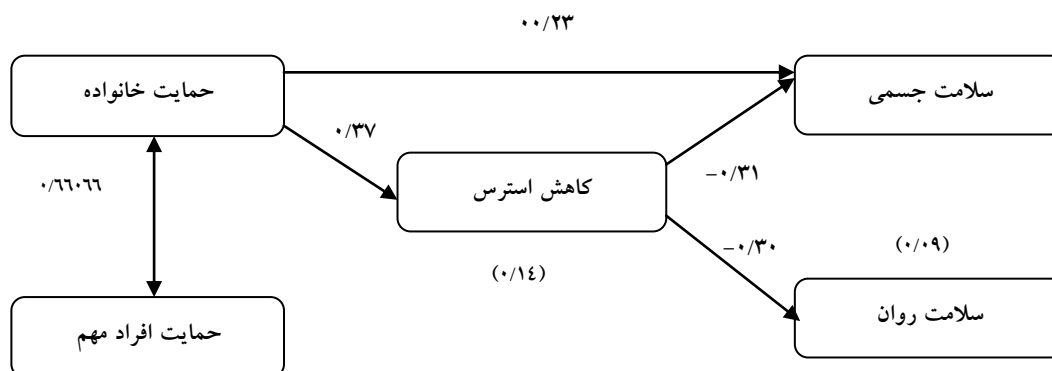 ۰۰/۲۳
حمایت خانواده
سلامت جسمی
۰/۳۷
۰/٦٦۰٦٦
کاهش استرس
−۰/۳۱
−۰/۳۰
(۰/۰۹)
(۰/۱٤)
حمایت افراد مهم
سلامت روان